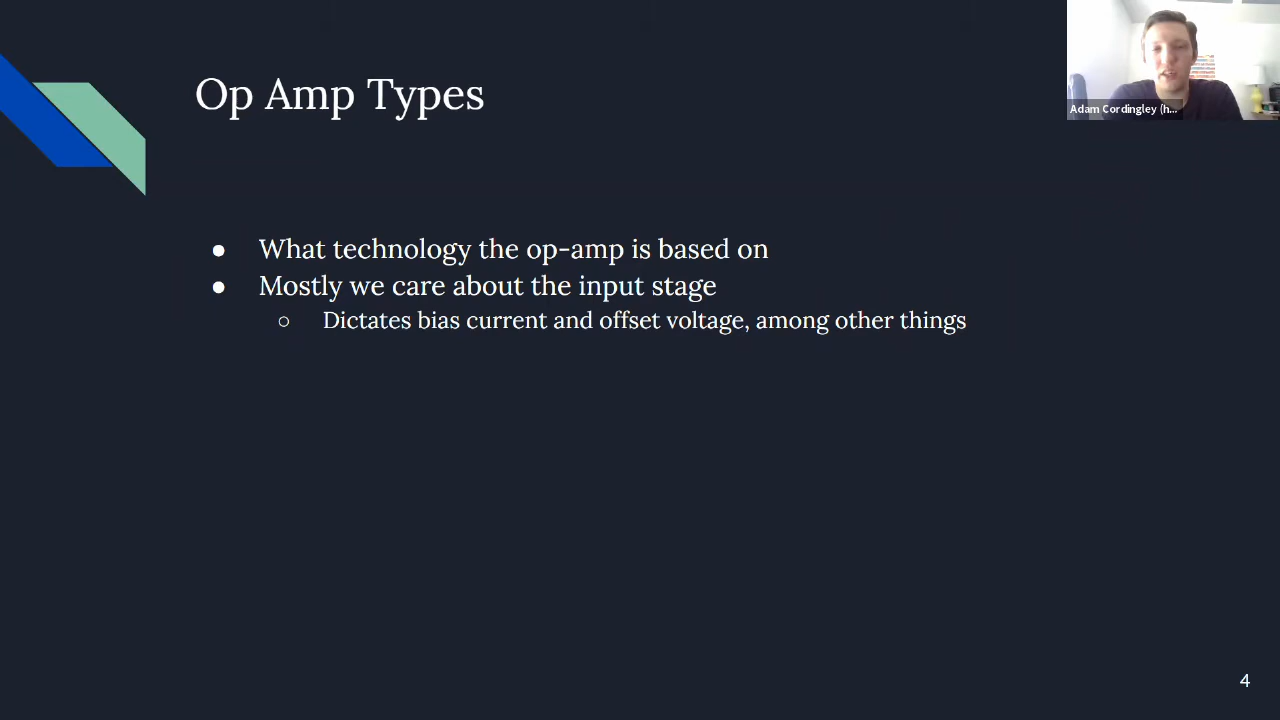 Op Amp Types
Adam Cordingley (h...
● What technology the op-amp is based on
● Mostly we care about the input stage
○ Dictates bias current and offset voltage, among other things
4